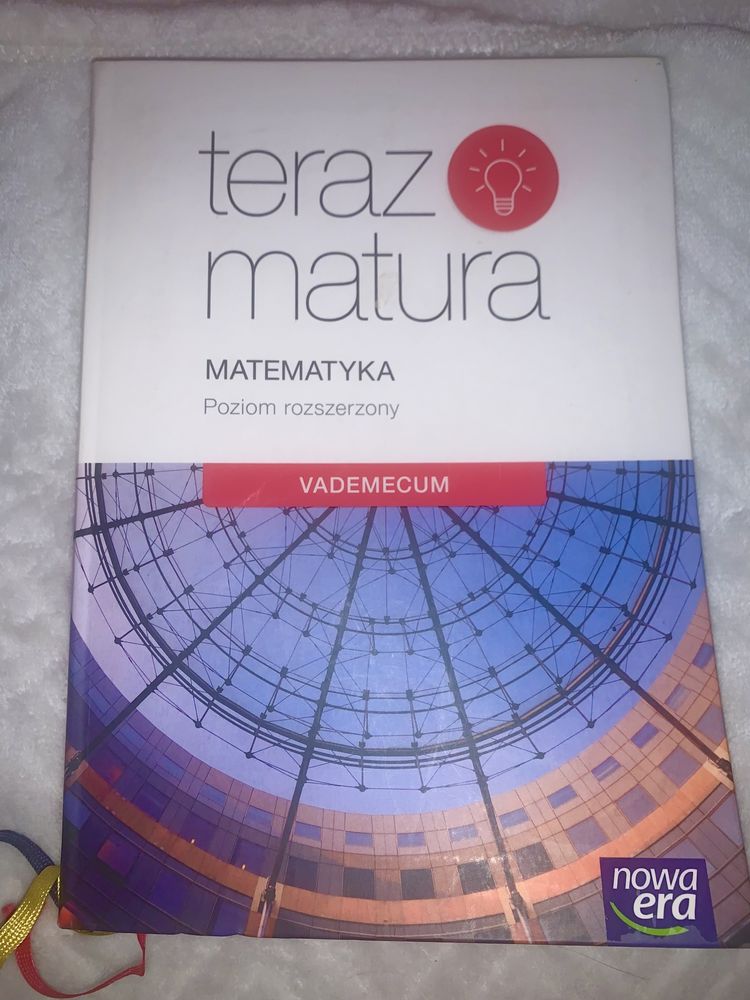 teraz
matura
MATEMATYKA
Poziom rozszerzony
VADEMECUM
nowa
era